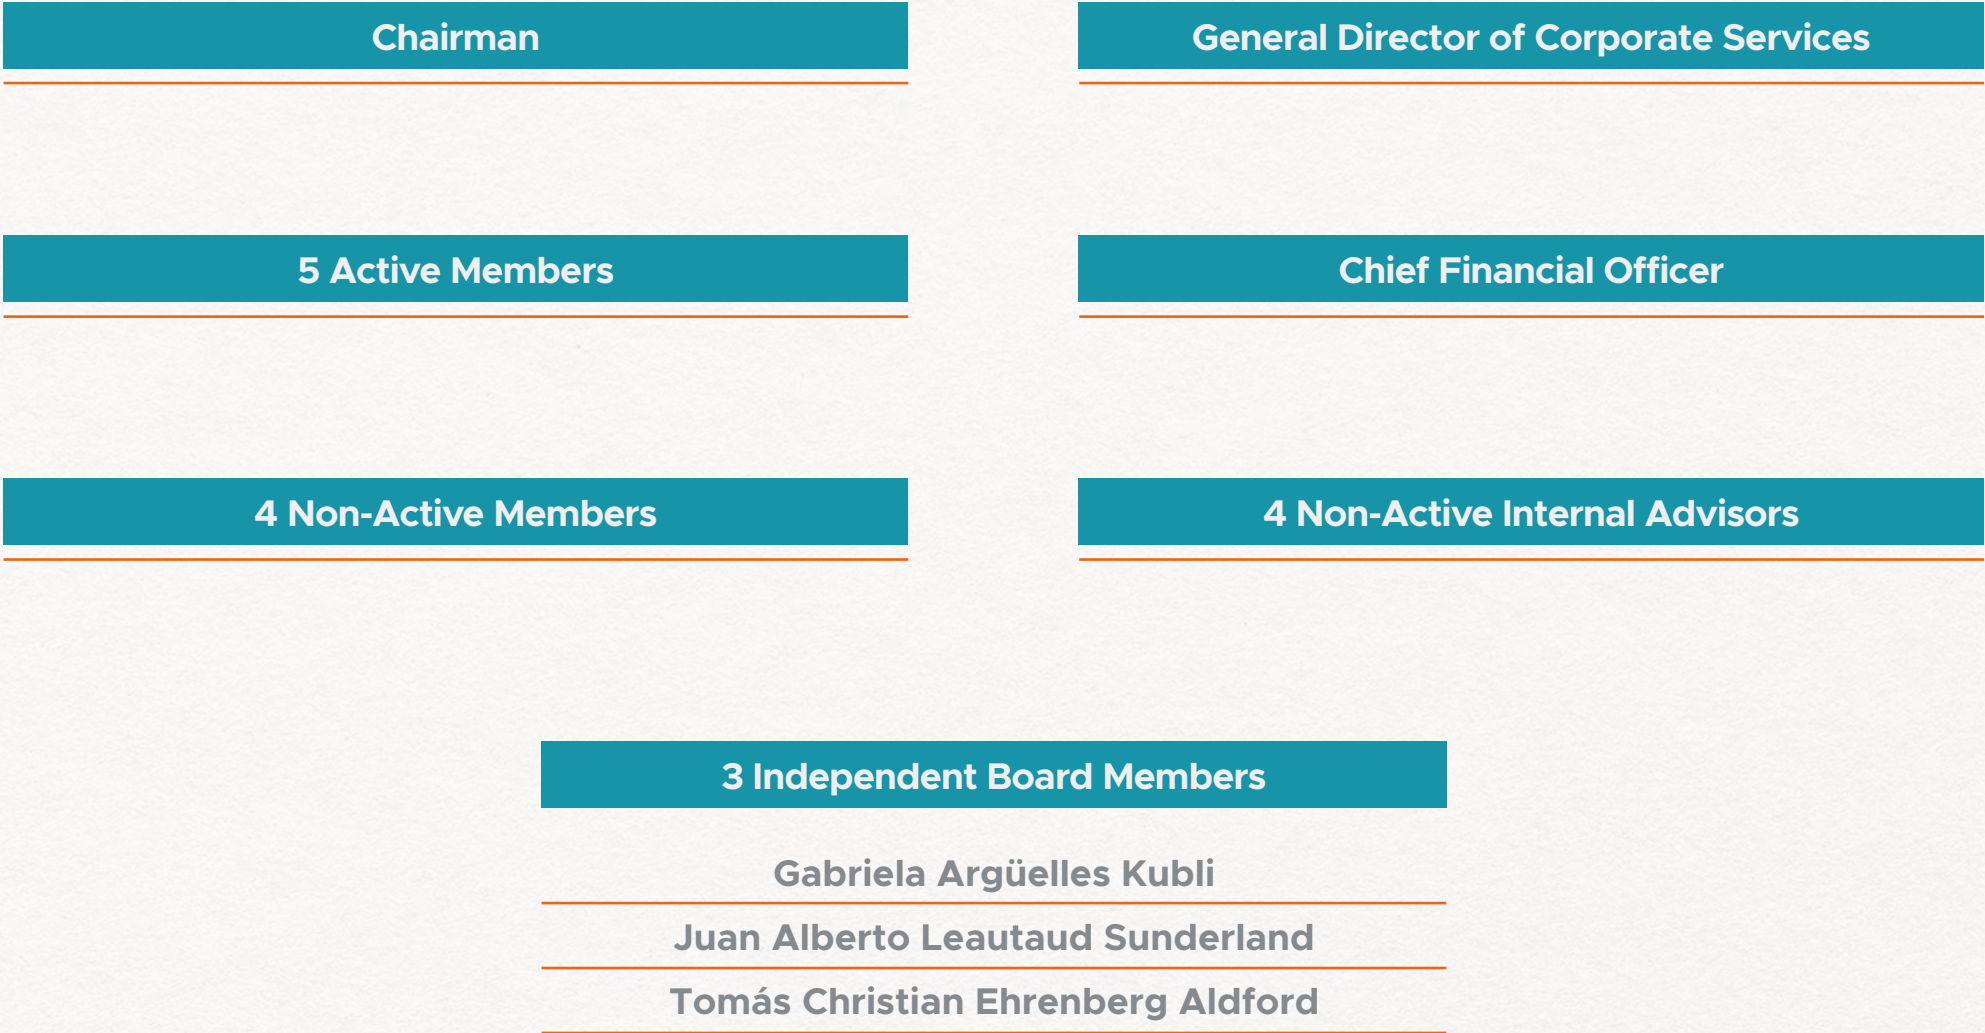 Chairman
General Director of Corporate Services
5 Active Members
Chief Financial Officer
4 Non-Active Members
4 Non-Active Internal Advisors
3 Independent Board Members
Gabriela Argüelles Kubli
Juan Alberto Leautaud Sunderland
Tomás Christian Ehrenberg Aldford